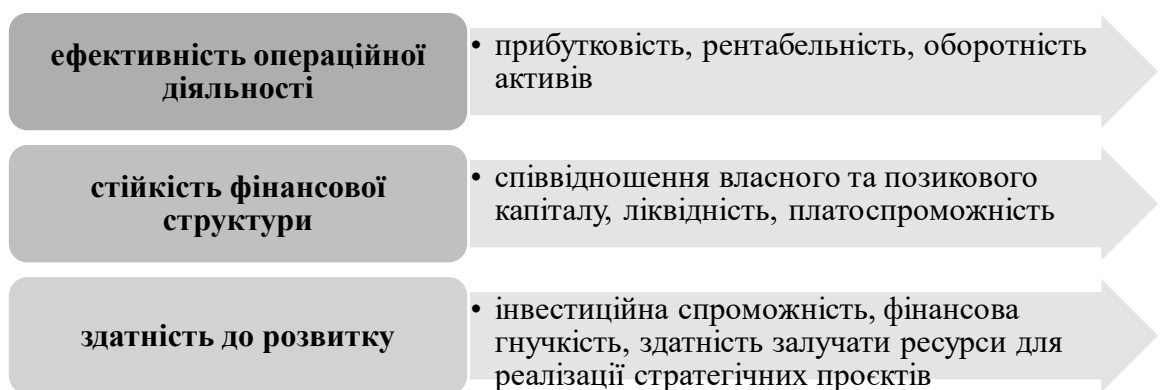 ефективність операційної
діяльності
• прибутковість, рентабельність, оборотність
активів
стійкість фінансової
структури
• співвідношення власного та позикового
капіталу, ліквідність, платоспроможність
здатність до розвитку
• інвестиційна спроможність, фінансова
гнучкість, здатність залучати ресурси для
реалізації стратегічних проєктів